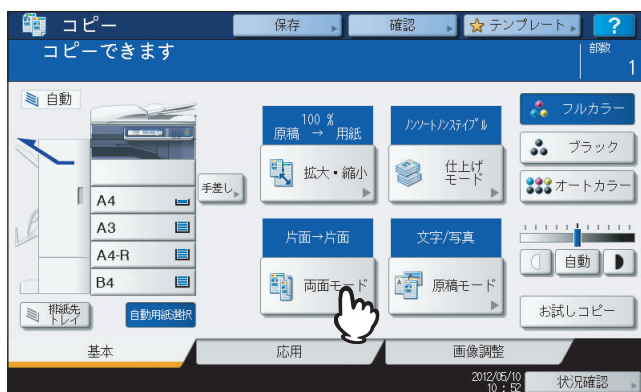 コピー
保存
確認
テンプレート
?
コピーできます
部数
1
自動
100 %
原稿 → 用紙
拡大・縮小
ノンソートノンステイプル
仕上げ
モード
フルカラー
ブラック
オートカラー
手差し
A4
A3
A4-R
B4
片面→片面
両面モード
文字/写真
原稿モード
自動
排紙先
トレイ
自動用紙選択
お試しコピー
基本
応用
画像調整
2012/05/10
10 : 52
状況確認